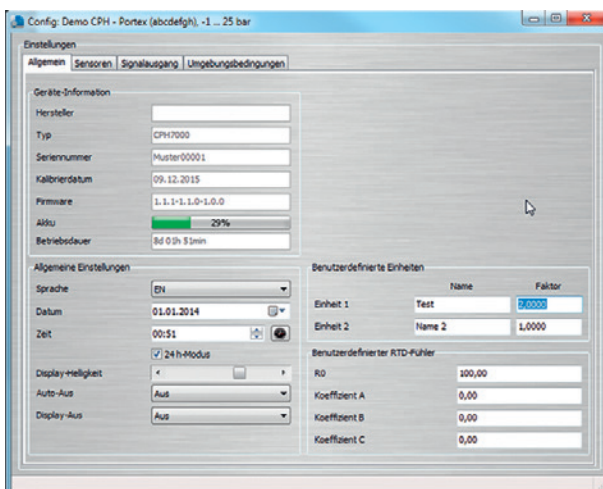 Config: Demo CPH - Portex (abcdefgh), -1 ... 25 bar
Einstellungen
Allgemein Sensoren Signalausgang Umgebungsbedingungen
Geräte-Information
Hersteller
Typ CPH7000
Seriennummer Muster00001
Kalibrierdatum 09.12.2015
Firmware 1.1.1-1.1.0-1.0.0
Akku 29%
Betriebsdauer 8d 01h 51min
Allgemeine Einstellungen
Sprache EN
Datum 01.01.2014
Zeit 00:51
24 h-Modus
Display-Helligkeit
Auto-Aus Aus
Display-Aus Aus
Benutzerdefinierte Einheiten
Name Faktor
Einheit 1 Test 2,0000
Einheit 2 Name 2 1,0000
Benutzerdefinierter RTD-Fühler
R0 100,00
Koeffizient A 0,00
Koeffizient B 0,00
Koeffizient C 0,00